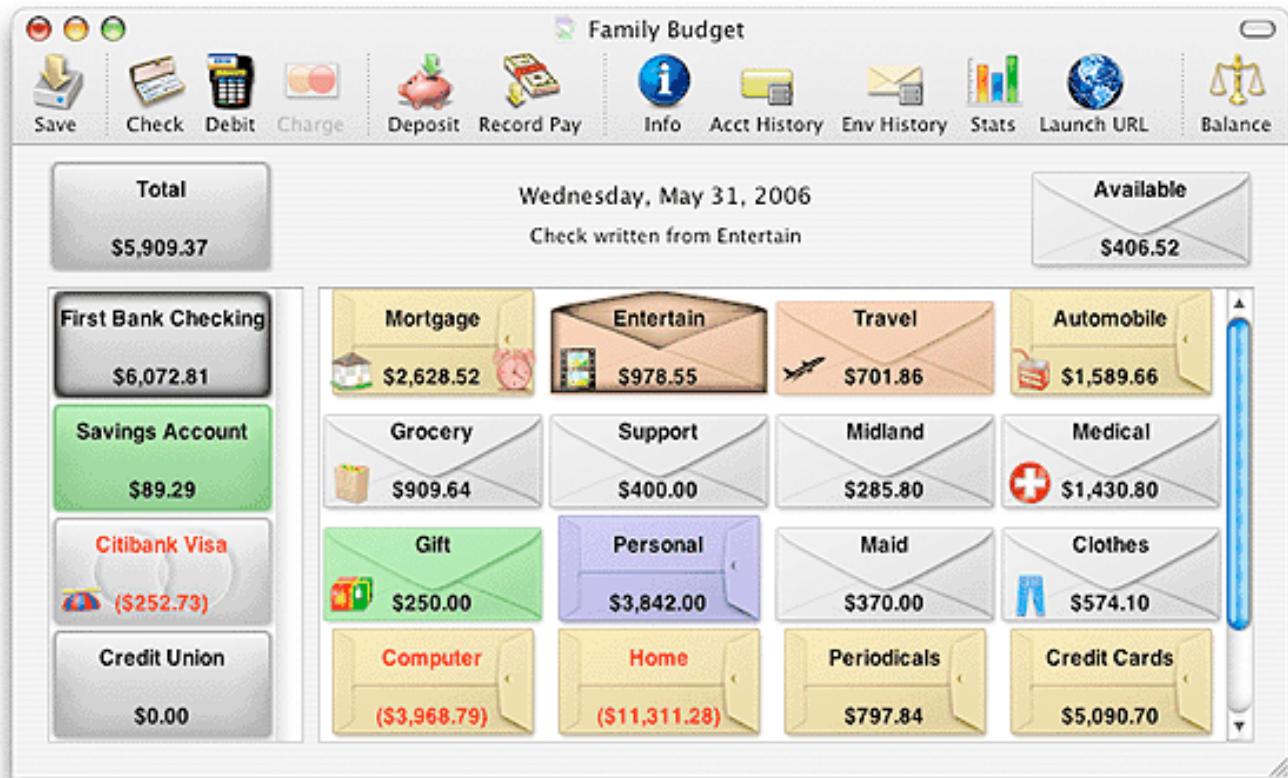 Family Budget
Save Check Debit Charge Deposit Record Pay Info Acct History Env History Stats Launch URL Balance
Total
$5,909.37
Wednesday, May 31, 2006
Check written from Entertain
Available
$406.52
First Bank Checking
$6,072.81
Savings Account
$89.29
Citibank Visa
($252.73)
Credit Union
$0.00
Mortgage Entertain Travel Automobile
$2,628.52 $978.55 $701.86 $1,589.66
Grocery Support Midland Medical
$909.64 $400.00 $285.80 $1,430.80
Gift Personal Maid Clothes
$250.00 $3,842.00 $370.00 $574.10
Computer Home Periodicals Credit Cards
($3,968.79) ($11,311.28) $797.84 $5,090.70